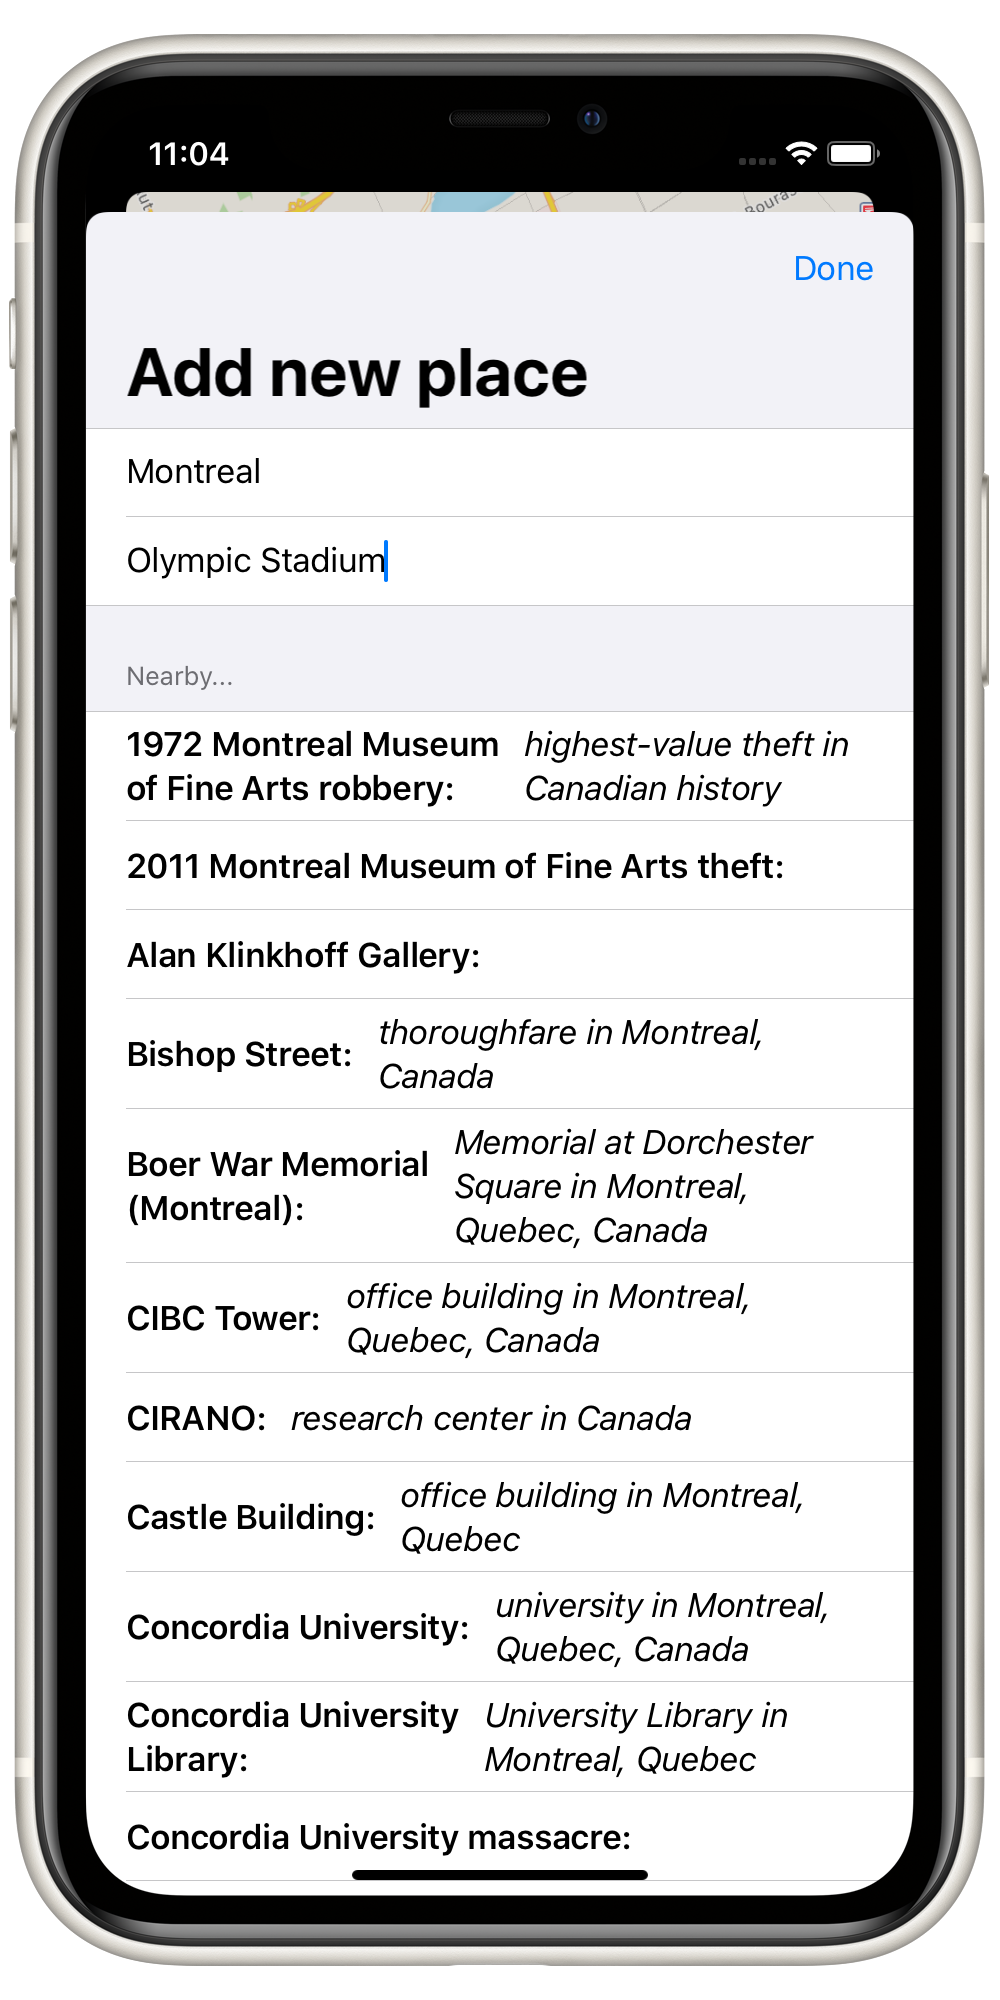 11:04
Done
Add new place
Montreal
Olympic Stadium
Nearby...
1972 Montreal Museum
of Fine Arts robbery:
highest-value theft in
Canadian history
2011 Montreal Museum of Fine Arts theft:
Alan Klinkhoff Gallery:
Bishop Street:
thoroughfare in Montreal,
Canada
Boer War Memorial
(Montreal):
Memorial at Dorchester
Square in Montreal,
Quebec, Canada
CIBC Tower:
office building in Montreal,
Quebec, Canada
CIRANO: research center in Canada
Castle Building:
office building in Montreal,
Quebec
Concordia University:
university in Montreal,
Quebec, Canada
Concordia University
Library:
University Library in
Montreal, Quebec
Concordia University massacre: